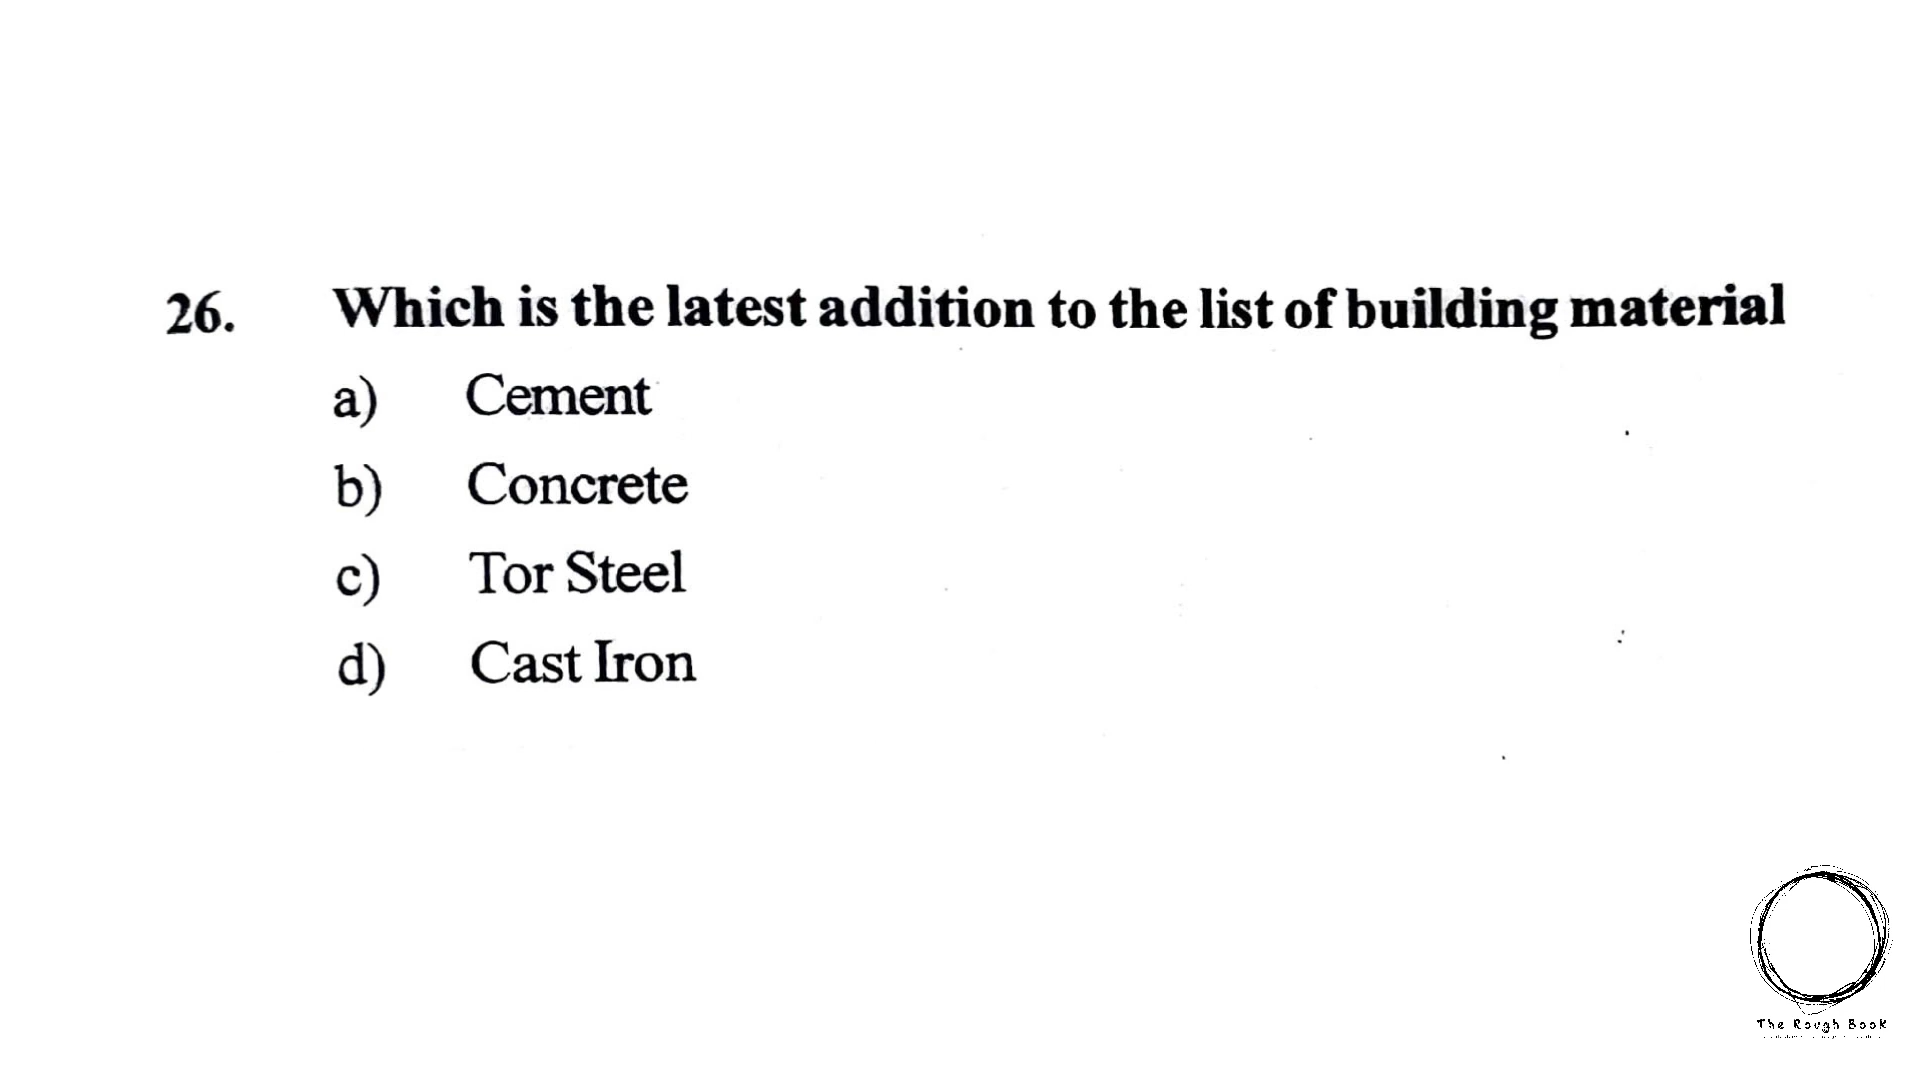 26. Which is the latest addition to the list of building material
a) Cement
b) Concrete
c) Tor Steel
d) Cast Iron
The Rough Book